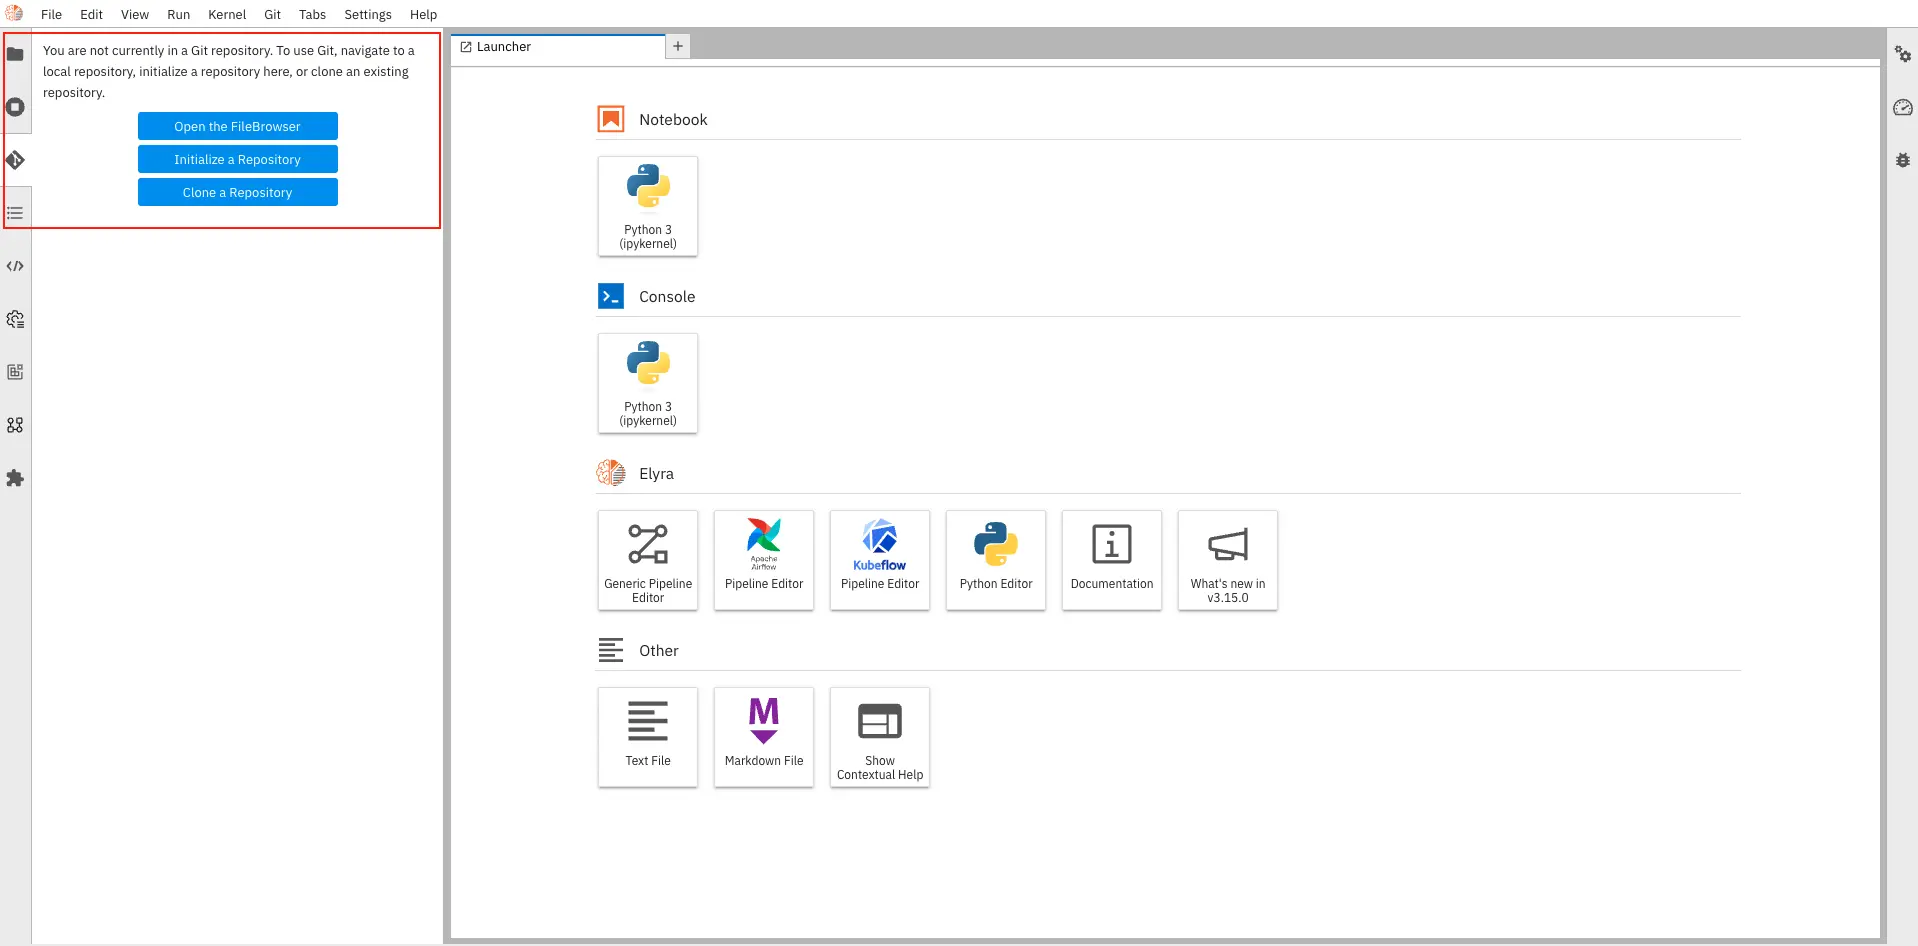 File Edit View Run Kernel Git Tabs Settings Help
You are not currently in a Git repository. To use Git, navigate to a
local repository, initialize a repository here, or clone an existing
repository.
Open the FileBrowser
Initialize a Repository
Clone a Repository
Launcher
Notebook
Python 3
(ipykernel)
Console
Python 3
(ipykernel)
Elyra
Generic Pipeline
Editor
Apache
Airflow
Pipeline Editor
Kubeflow
Pipeline Editor
Python Editor
Documentation
What's new in
v3.15.0
Other
Text File
Markdown File
Show
Contextual Help